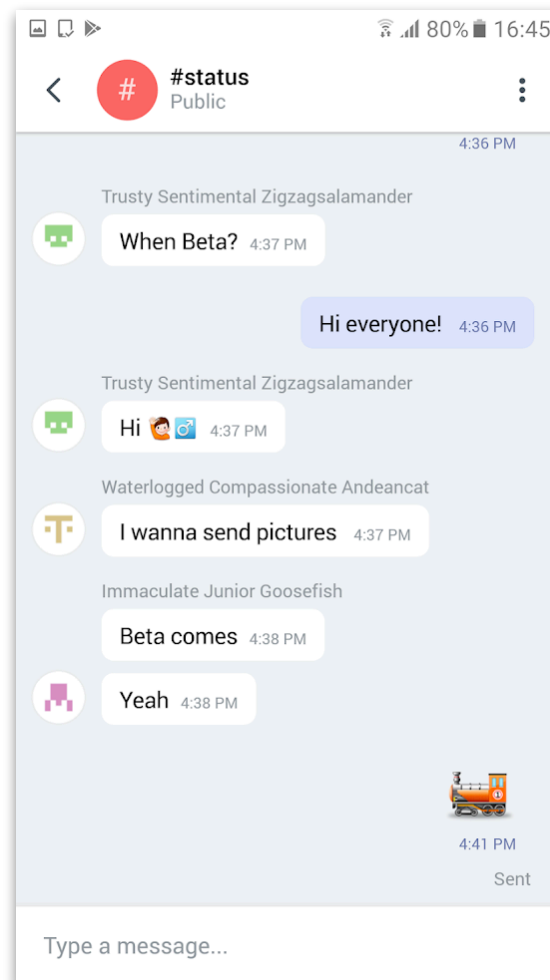 80% 16:45
# #status
Public
4:36 PM
Trusty Sentimental Zigzagsalamander
When Beta? 4:37 PM
Hi everyone! 4:36 PM
Trusty Sentimental Zigzagsalamander
Hi 🙋‍♂️ 4:37 PM
Waterlogged Compassionate Andeancat
I wanna send pictures 4:37 PM
Immaculate Junior Goosefish
Beta comes 4:38 PM
Yeah 4:38 PM
4:41 PM
Sent
Type a message...